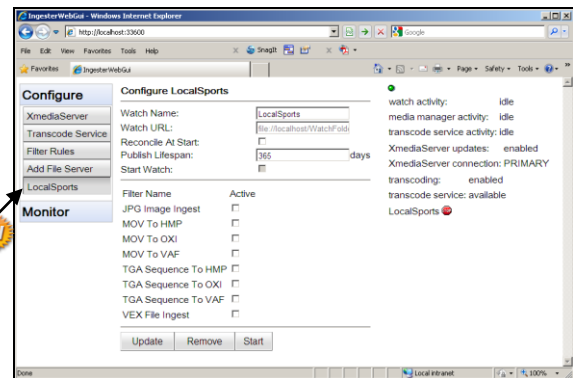 IngesterWebGui - Windows Internet Explorer
http://localhost:33600
Google
File Edit View Favorites Tools Help
SnagIt
Favorites
IngesterWebGui
Page Safety Tools
Configure
XmediaServer
Transcode Service
Filter Rules
Add File Server
LocalSports
Monitor
Configure LocalSports
Watch Name: LocalSports
Watch URL: file://localhost/WatchFold
Reconcile At Start:
Publish Lifespan: 365 days
Start Watch:
Filter Name Active
JPG Image Ingest
MOV To HMP
MOV To OXI
MOV To VAF
TGA Sequence To HMP
TGA Sequence To OXI
TGA Sequence To VAF
VEX File Ingest
Update Remove Start
watch activity: idle
media manager activity: idle
transcode service activity: idle
XmediaServer updates: enabled
XmediaServer connection: PRIMARY
transcoding: enabled
transcode service: available
LocalSports
Done
Local intranet
100%